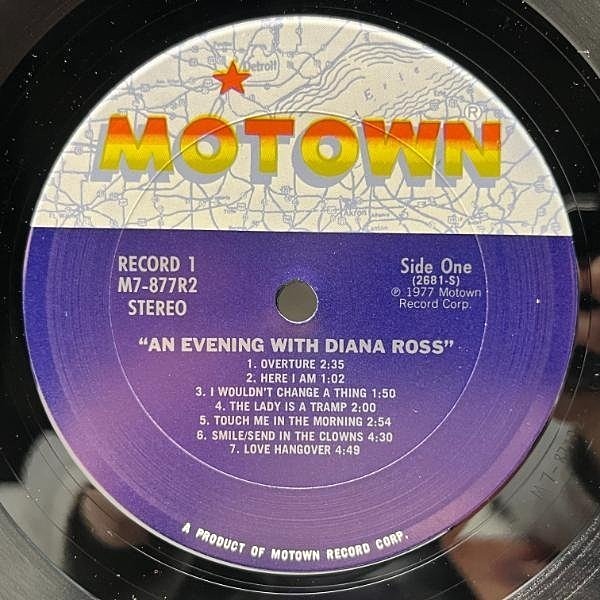 Detroit
Erie
MOTOWN®
Akron
RECORD 1
M7-877R2
STEREO
Side One
(2681-S)
℗ 1977 Motown
Record Corp.
"AN EVENING WITH DIANA ROSS"
1. OVERTURE 2:35
2. HERE I AM 1:02
3. I WOULDN'T CHANGE A THING 1:50
4. THE LADY IS A TRAMP 2:00
5. TOUCH ME IN THE MORNING 2:54
6. SMILE/SEND IN THE CLOWNS 4:30
7. LOVE HANGOVER 4:49
A PRODUCT OF MOTOWN RECORD CORP.